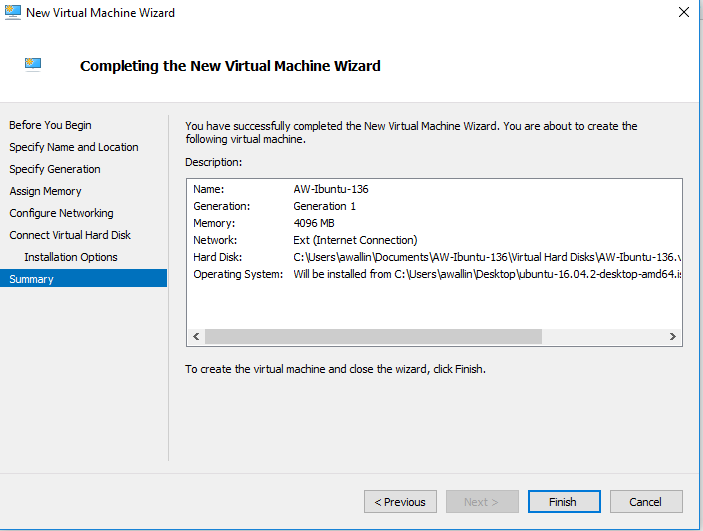 New Virtual Machine Wizard
Completing the New Virtual Machine Wizard
Before You Begin
Specify Name and Location
Specify Generation
Assign Memory
Configure Networking
Connect Virtual Hard Disk
Installation Options
Summary
You have successfully completed the New Virtual Machine Wizard. You are about to create the
following virtual machine.
Description:
Name: AW-Ibuntu-136
Generation: Generation 1
Memory: 4096 MB
Network: Ext (Internet Connection)
Hard Disk: C:\Users\awallin\Documents\AW-Ibuntu-136\Virtual Hard Disks\AW-Ibuntu-136.v
Operating System: Will be installed from C:\Users\awallin\Desktop\ubuntu-16.04.2-desktop-amd64.is
To create the virtual machine and close the wizard, click Finish.
< Previous
Next >
Finish
Cancel